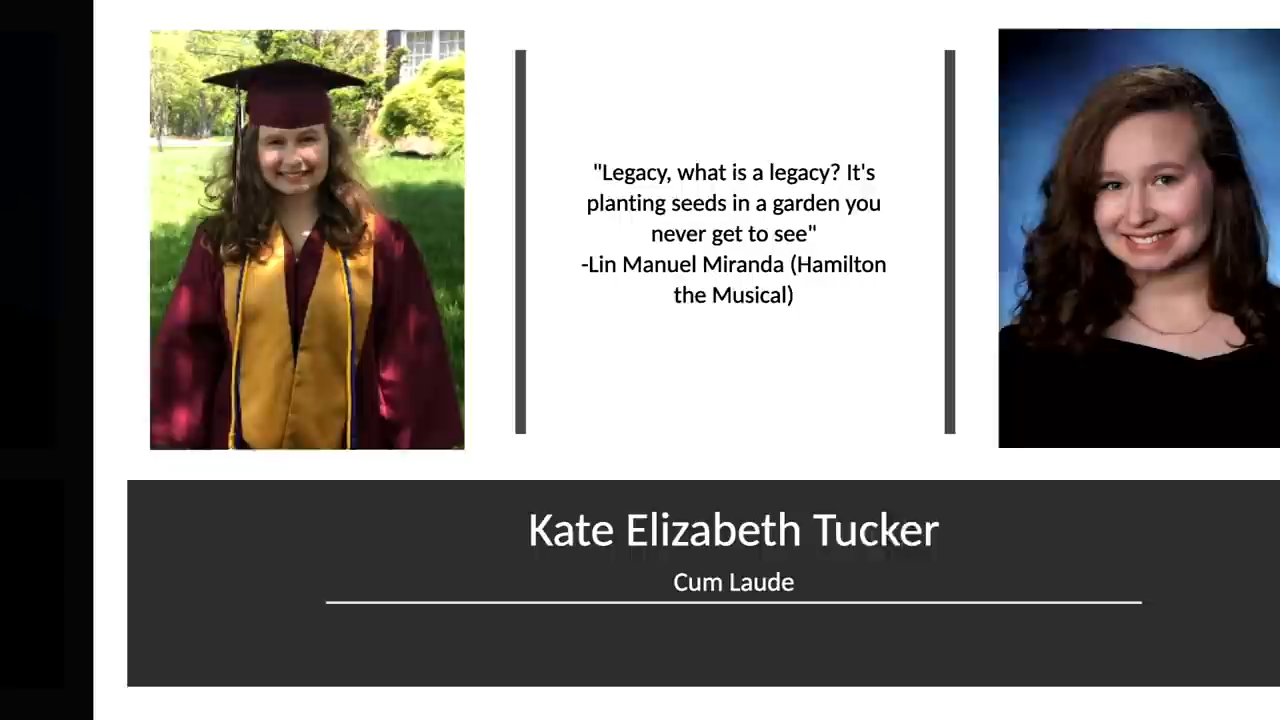 "Legacy, what is a legacy? It's
planting seeds in a garden you
never get to see"
-Lin Manuel Miranda (Hamilton
the Musical)
Kate Elizabeth Tucker
Cum Laude